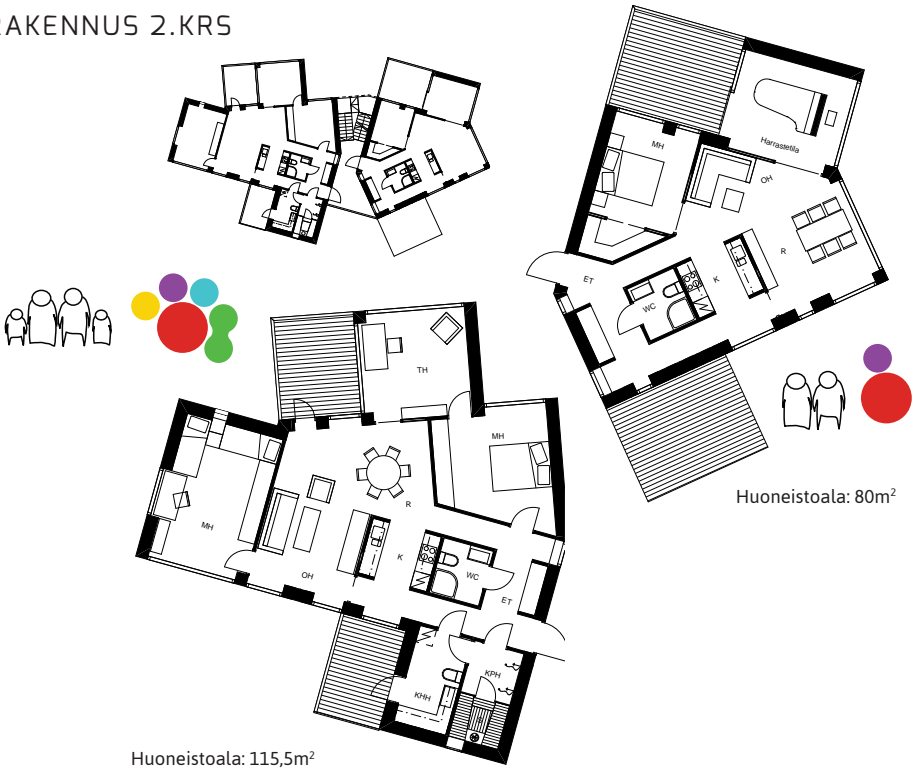 RAKENNUS 2.KRS
MH
Harrastetila
OH
R
K
ET
WC
Huoneistoala: 80m²
TH
MH
R
MH
K
WC
OH
ET
KPH
KHH
Huoneistoala: 115,5m²